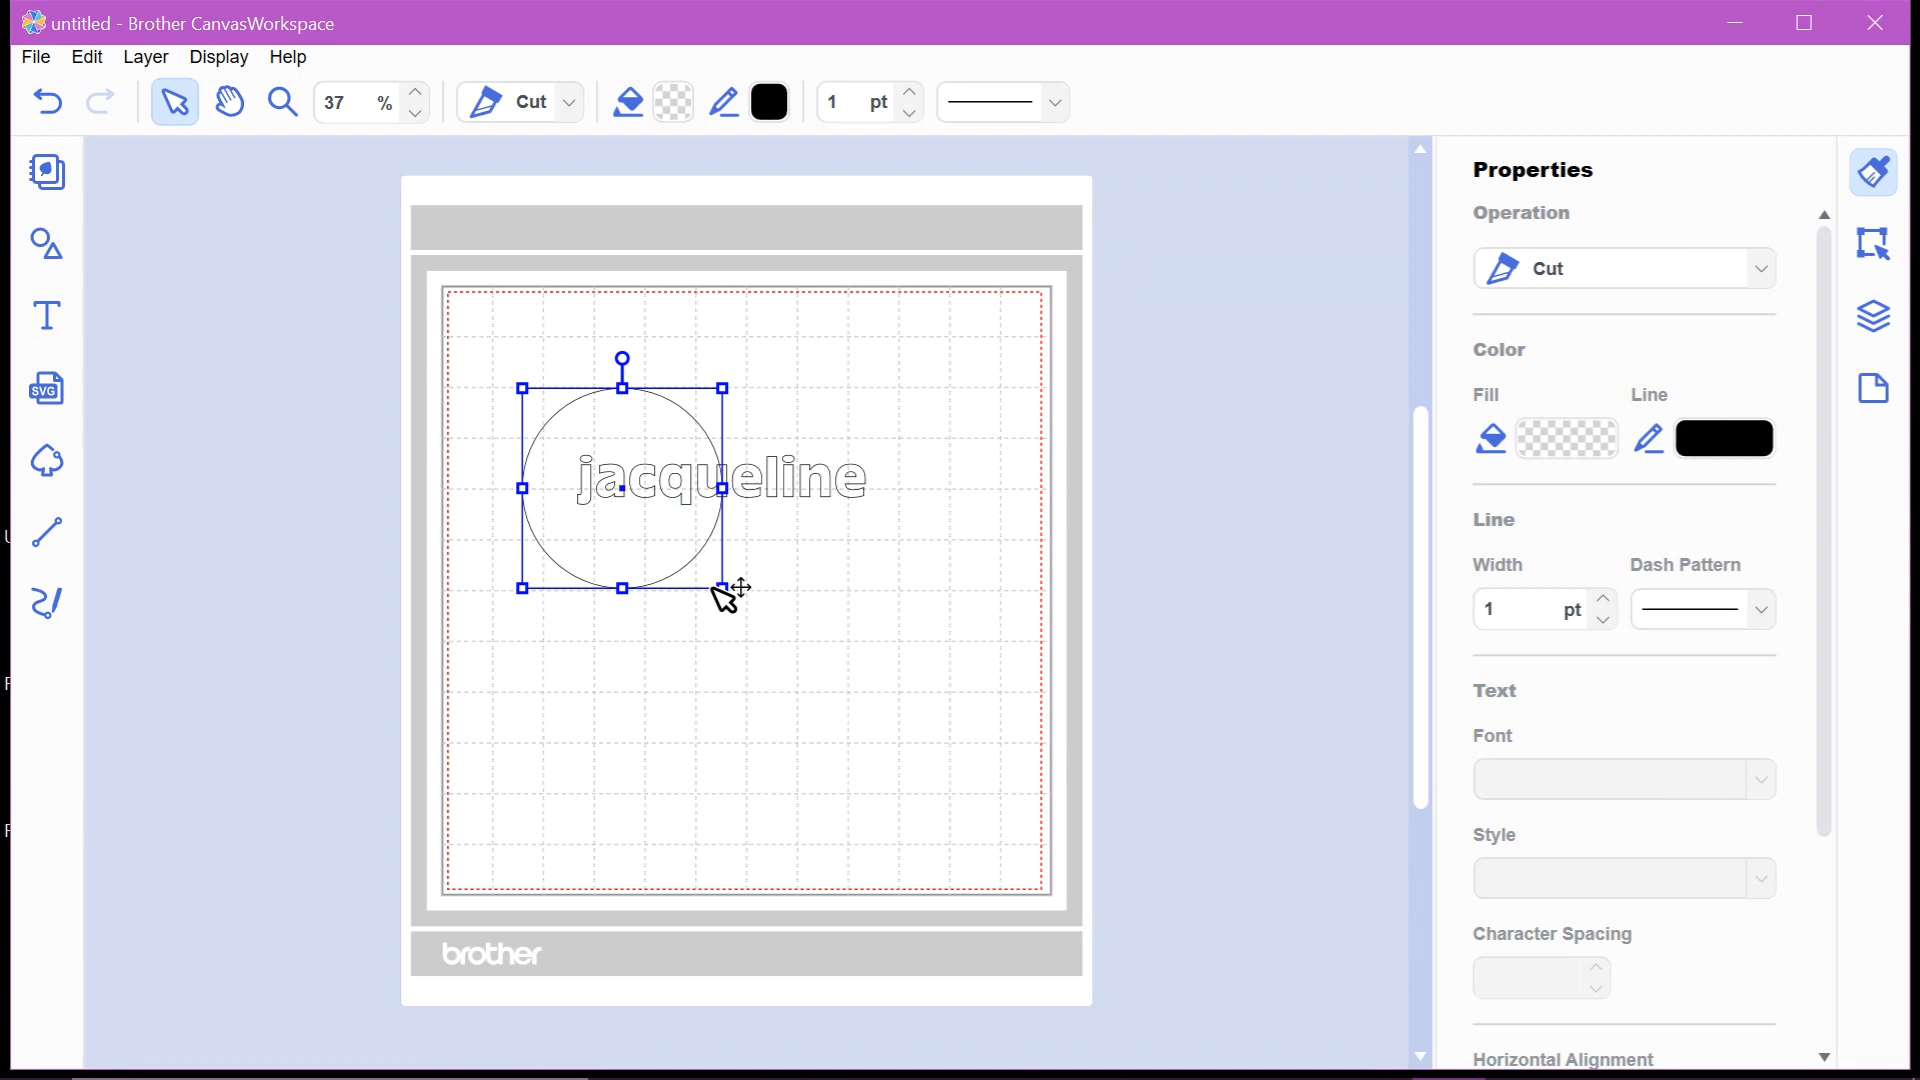 untitled - Brother CanvasWorkspace
File Edit Layer Display Help
37 % Cut 1 pt
Properties
Operation
Cut
Color
Fill Line
SVG
jacqueline
Line
Width Dash Pattern
1 pt
Text
Font
Style
Character Spacing
brother
Horizontal Alignment